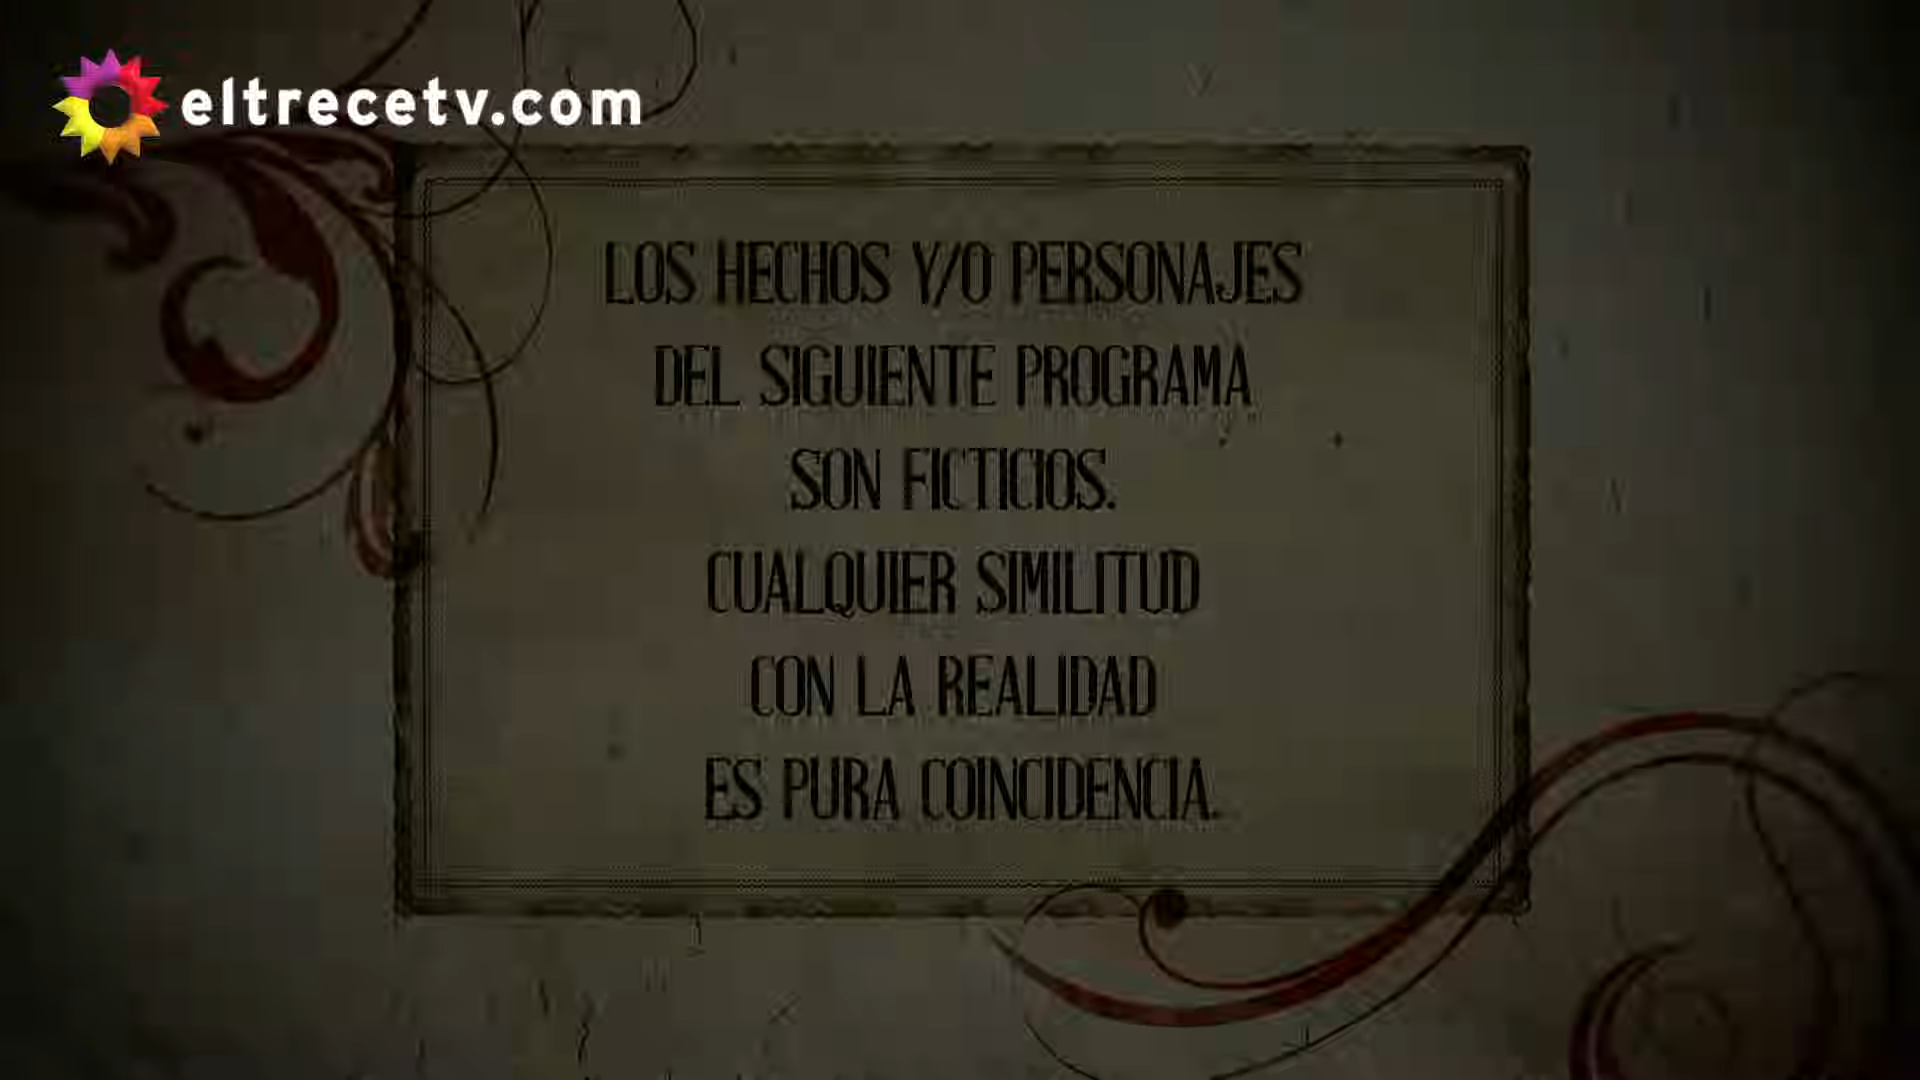 eltrecetv.com
LOS HECHOS Y/O PERSONAJES
DEL SIGUIENTE PROGRAMA
SON FICTICIOS.
CUALQUIER SIMILITUD
CON LA REALIDAD
ES PURA COINCIDENCIA.